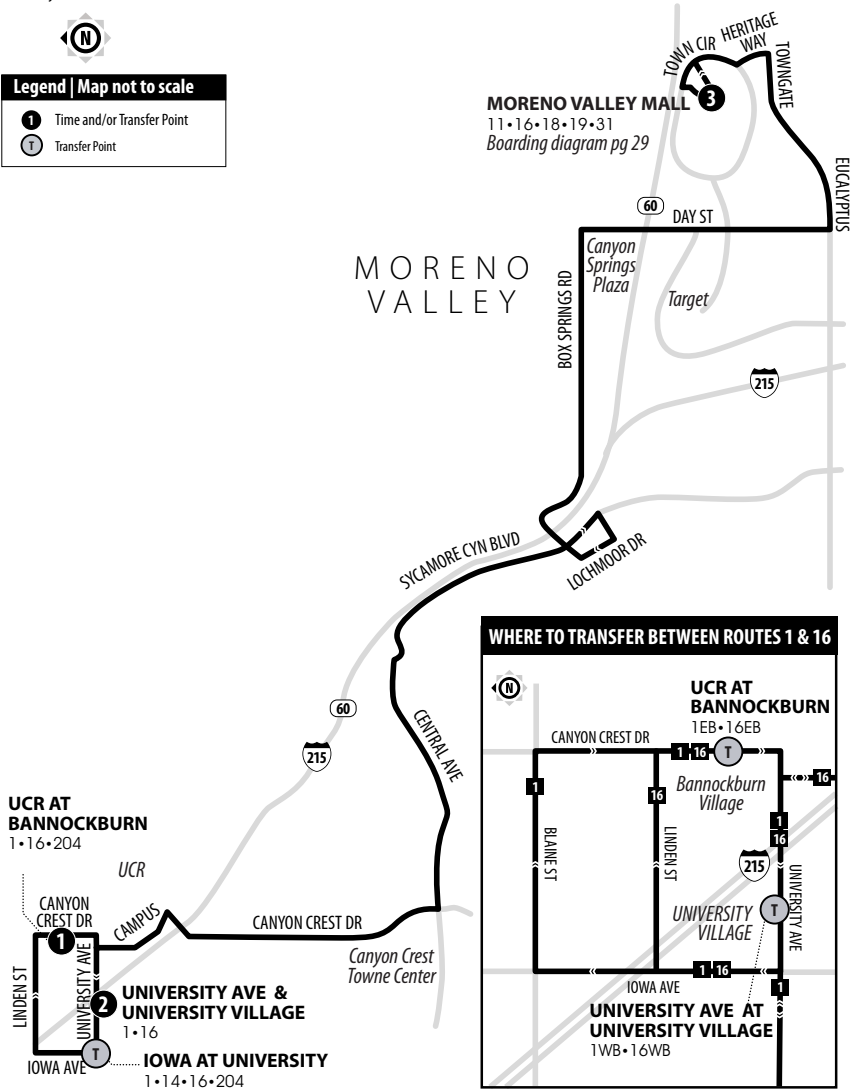 N
Legend | Map not to scale
1 Time and/or Transfer Point
T Transfer Point
TOWN CIR
HERITAGE
WAY
TOWNGATE
MORENO VALLEY MALL 3
11•16•18•19•31
Boarding diagram pg 29
EUCALYPTUS
60
DAY ST
MORENO
VALLEY
Canyon
Springs
Plaza
Target
BOX SPRINGS RD
215
SYCAMORE CYN BLVD
LOCHMOOR DR
60
215
CENTRAL AVE
UCR AT
BANNOCKBURN
1•16•204
UCR
CANYON
CREST DR
1
CAMPUS
CANYON CREST DR
Canyon Crest
Towne Center
LINDEN ST
UNIVERSITY AVE
2 UNIVERSITY AVE &
UNIVERSITY VILLAGE
1•16
IOWA AVE
T
IOWA AT UNIVERSITY
1•14•16•204
WHERE TO TRANSFER BETWEEN ROUTES 1 & 16
N
UCR AT
BANNOCKBURN
1EB•16EB
CANYON CREST DR
1 16 T
16
1
16
Bannockburn
Village
1
16
BLAINE ST
LINDEN ST
215
UNIVERSITY AVE
UNIVERSITY
VILLAGE
T
1 16
IOWA AVE
1
UNIVERSITY AVE AT
UNIVERSITY VILLAGE
1WB•16WB